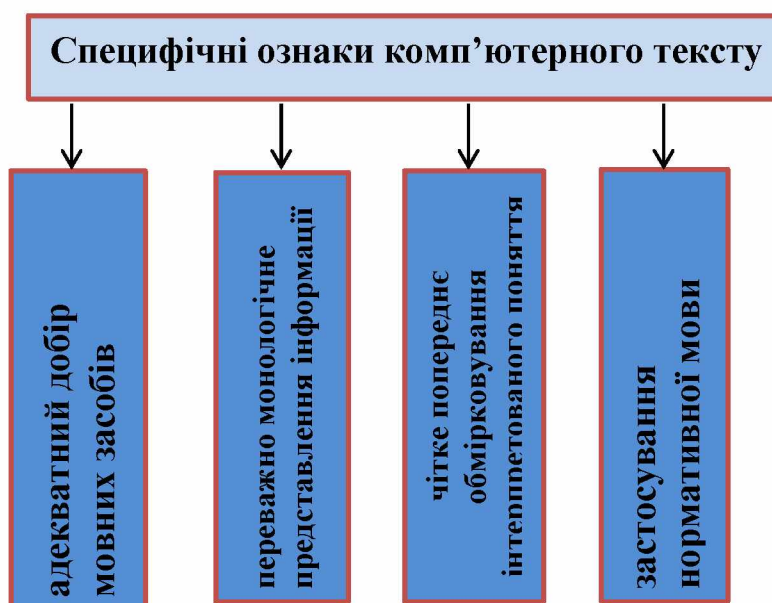 Специфічні ознаки комп’ютерного тексту
адекватний добір
мовних засобів
переважно монологічне
представлення інформації
чітке попереднє
обмірковування
інтерпретованого поняття
застосування
нормативної мови